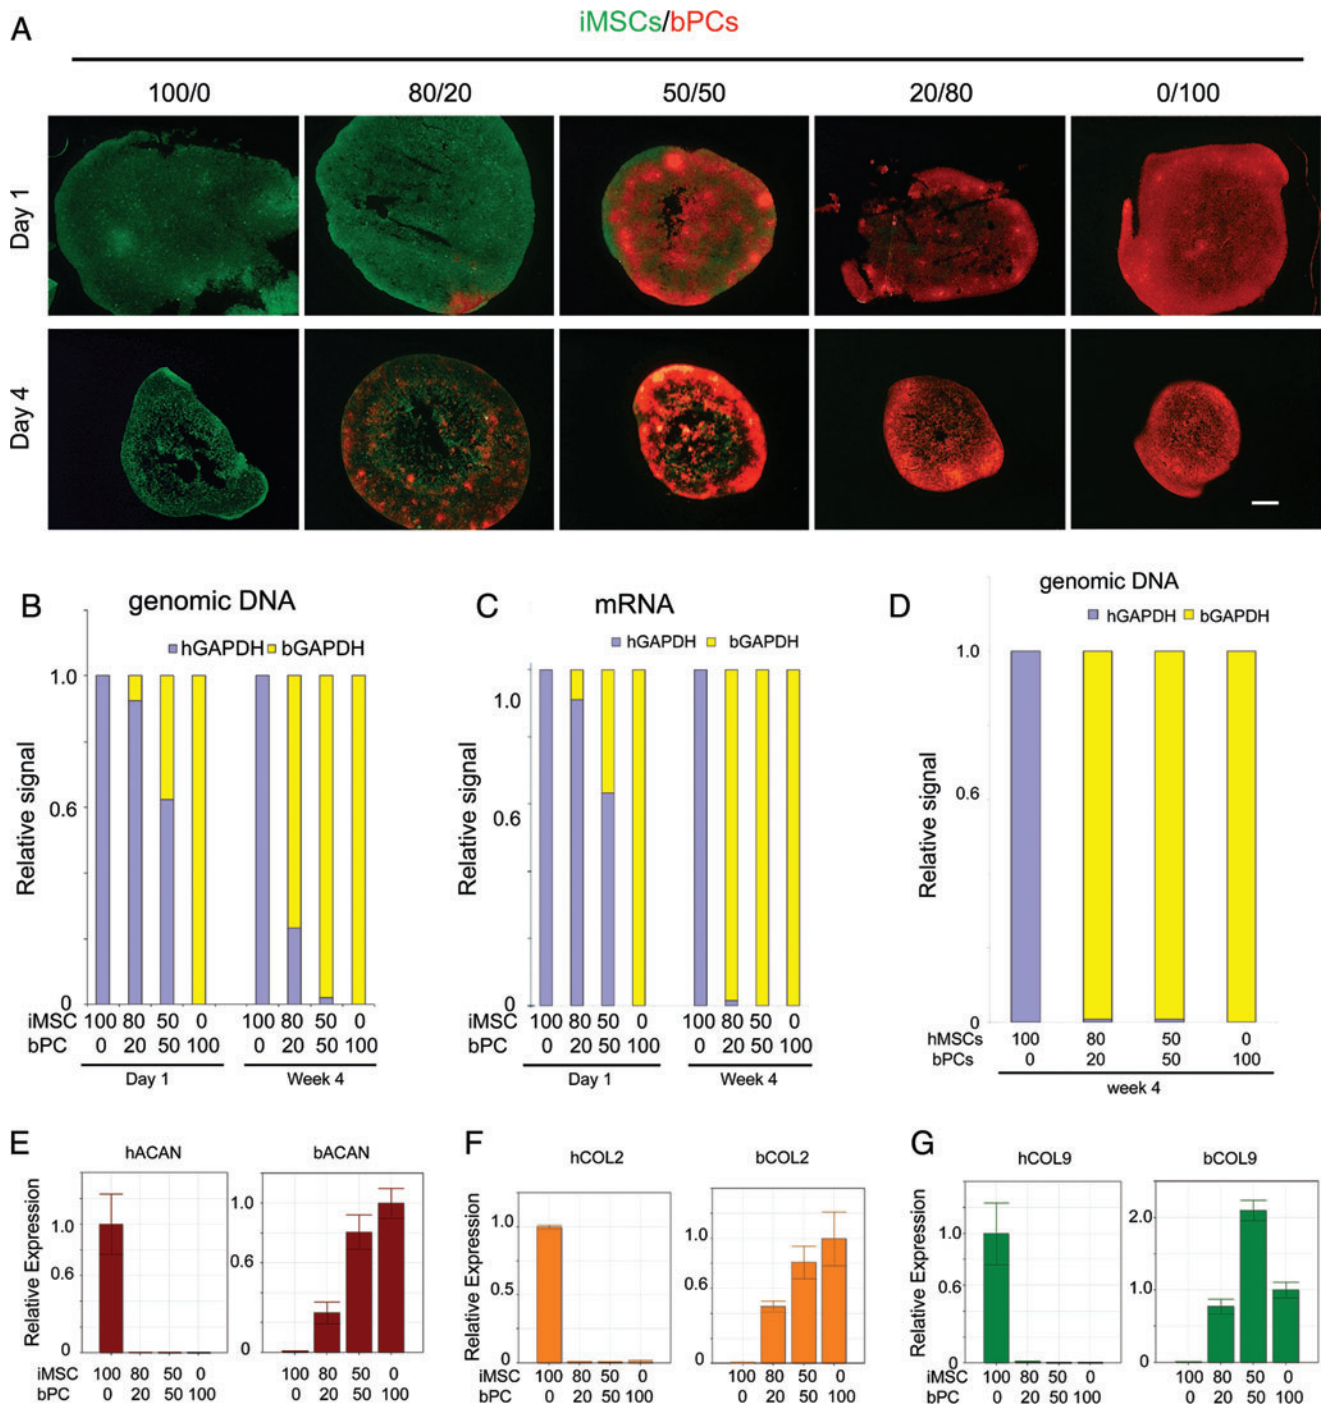 A
iMSCs/bPCs
100/0 80/20 50/50 20/80 0/100
Day 1
Day 4
B
genomic DNA
hGAPDH bGAPDH
Relative signal
1.0
0.6
0
iMSC 100 80 50 0 100 80 50 0
bPC 0 20 50 100 0 20 50 100
Day 1 Week 4
C
mRNA
hGAPDH bGAPDH
Relative signal
1.0
0.6
0
iMSC 100 80 50 0 100 80 50 0
bPC 0 20 50 100 0 20 50 100
Day 1 Week 4
D
genomic DNA
hGAPDH bGAPDH
Relative signal
1.0
0.6
0
hMSCs 100 80 50 0
bPCs 0 20 50 100
week 4
E
hACAN bACAN
Relative Expression
1.0
0.6
0
1.0
0.6
0
iMSC 100 80 50 0 100 80 50 0
bPC 0 20 50 100 0 20 50 100
F
hCOL2 bCOL2
Relative Expression
1.0
0.5
0
1.0
0.6
0
iMSC 100 80 50 0 100 80 50 0
bPC 0 20 50 100 0 20 50 100
G
hCOL9 bCOL9
Relative Expression
1.0
0.6
0
2.0
1.0
0
iMSC 100 80 50 0 100 80 50 0
bPC 0 20 50 100 0 20 50 100